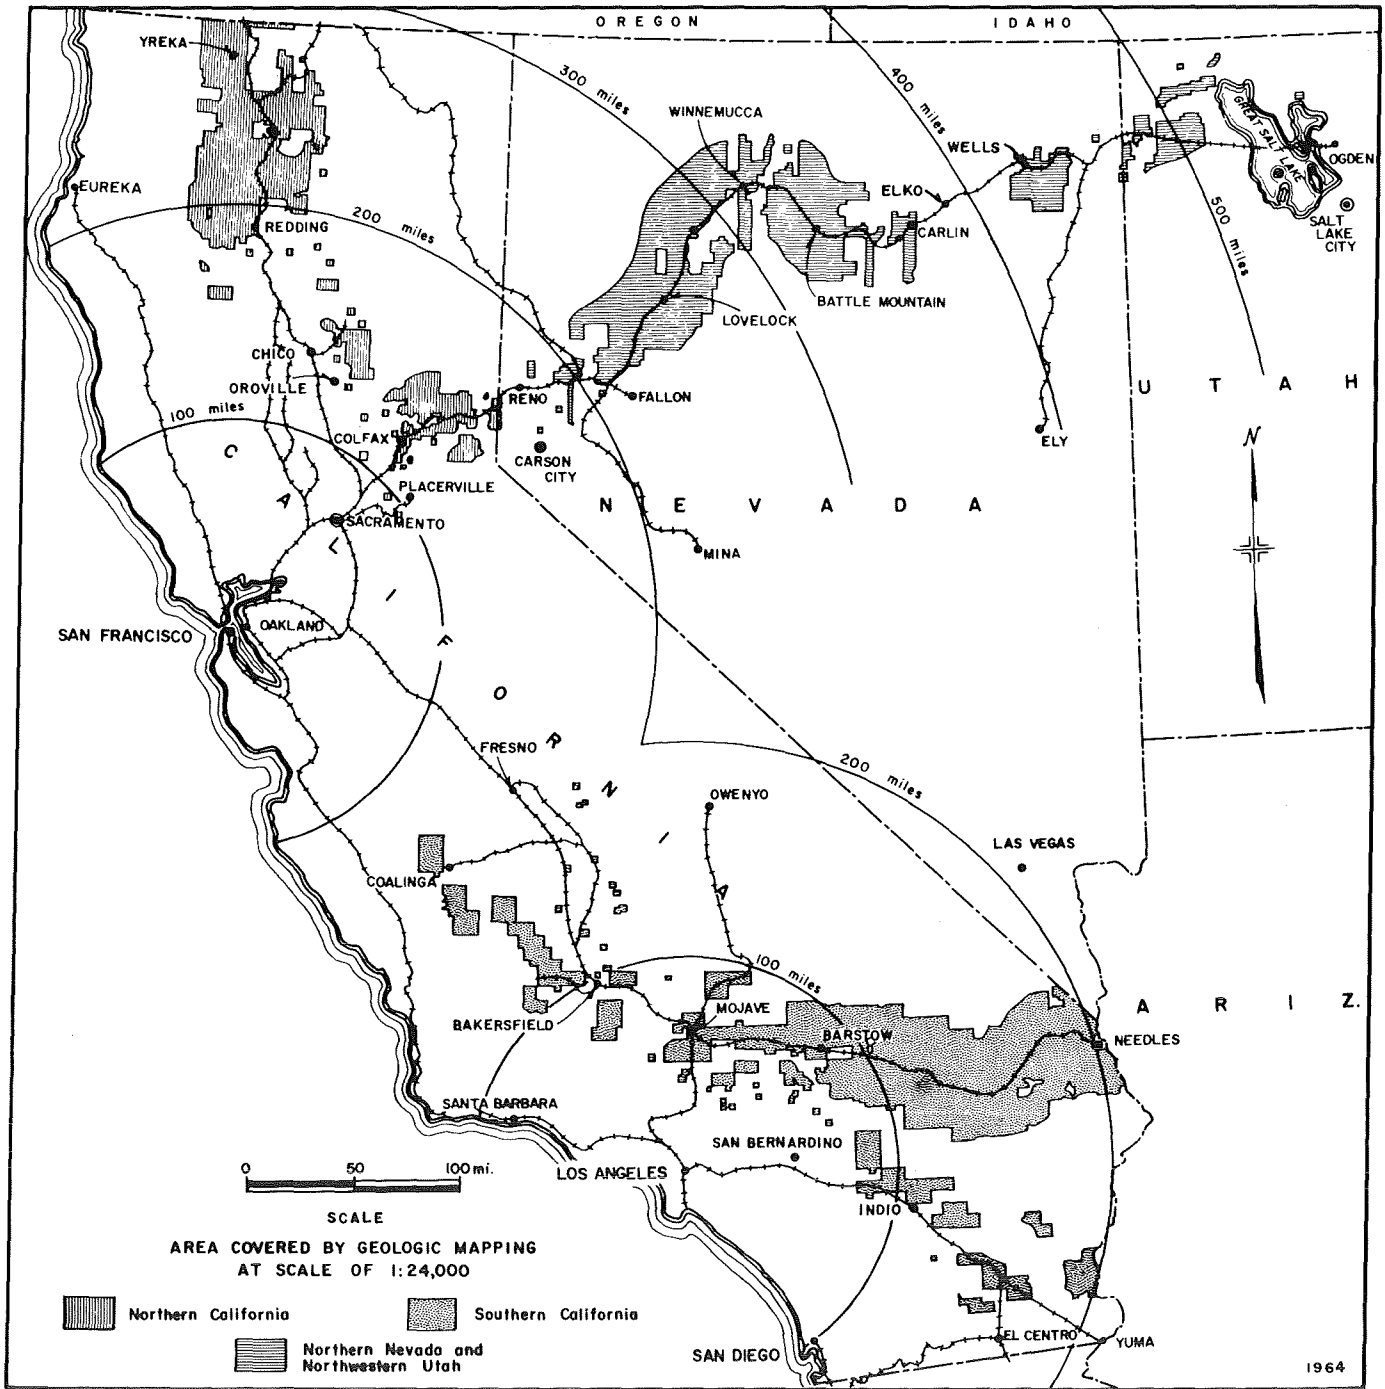 OREGON
IDAHO
YREKA
300 miles
400 miles
WINNEMUCCA
GREAT SALT LAKE
WELLS
OGDEN
EUREKA
ELKO
200 miles
REDDING
CARLIN
500 miles
SALT
LAKE
CITY
BATTLE MOUNTAIN
LOVELOCK
CHICO
OROVILLE
UTAH
RENO
FALLON
100 miles
COLFAX
ELY
N
CARSON
CITY
PLACERVILLE
NEVADA
SACRAMENTO
MINA
CALIFORNIA
SAN FRANCISCO
OAKLAND
FRESNO
200 miles
OWENYO
LAS VEGAS
COALINGA
100 miles
ARIZ.
MOJAVE
BAKERSFIELD
BARSTOW
NEEDLES
SANTA BARBARA
SAN BERNARDINO
0 50 100 mi.
LOS ANGELES
SCALE
INDIO
AREA COVERED BY GEOLOGIC MAPPING
AT SCALE OF 1:24,000
Northern California
Southern California
Northern Nevada and
Northwestern Utah
EL CENTRO
YUMA
SAN DIEGO
1964